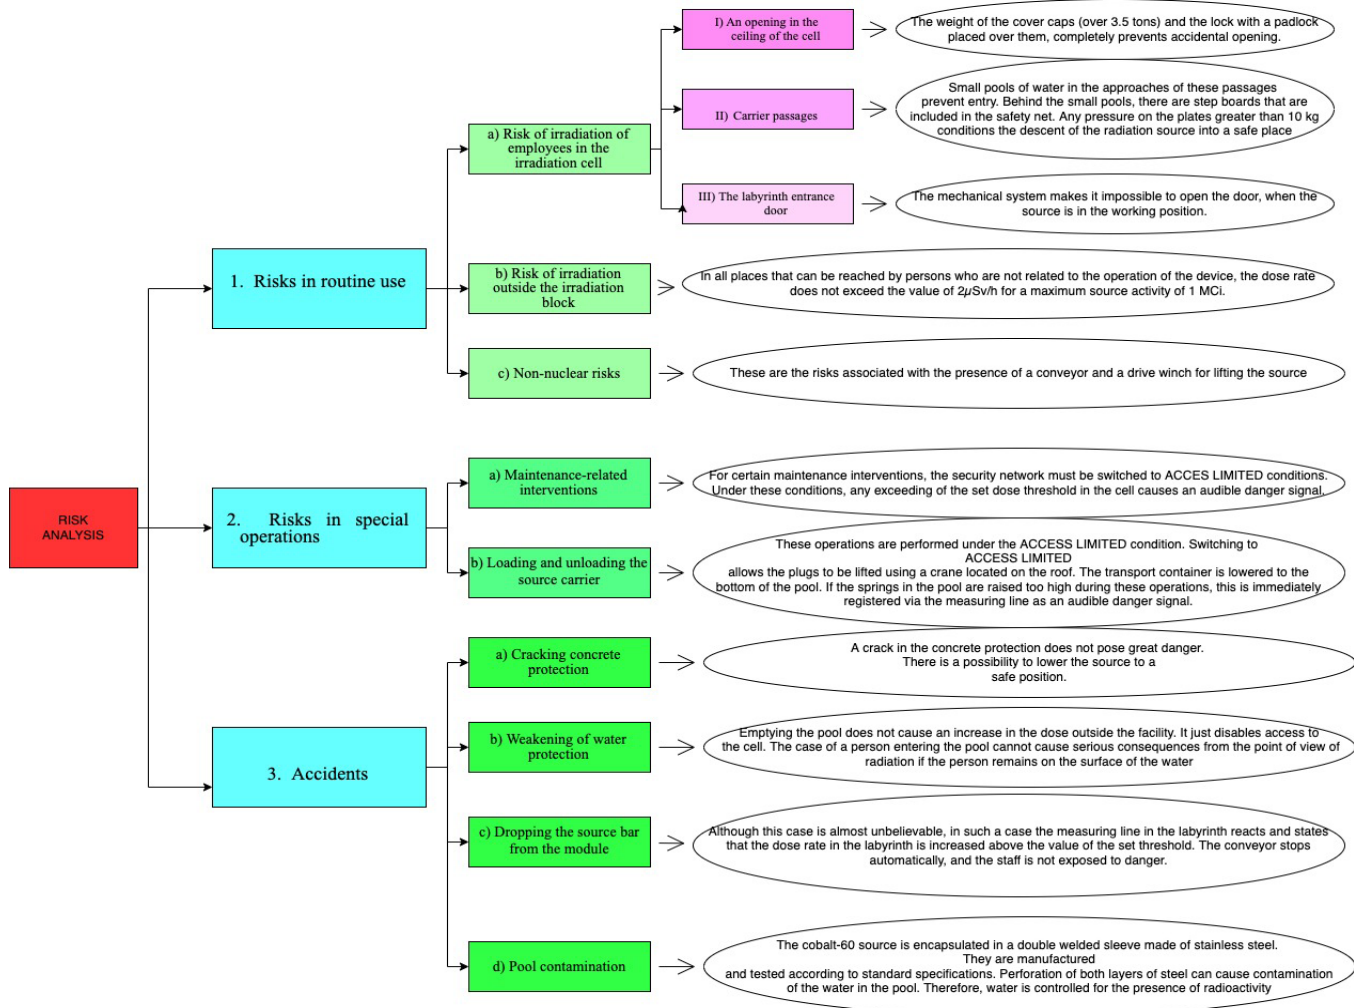 RISK
ANALYSIS
1. Risks in routine use
a) Risk of irradiation of
employees in the
irradiation cell
I) An opening in the
ceiling of the cell
The weight of the cover caps (over 3.5 tons) and the lock with a padlock
placed over them, completely prevents accidental opening.
II) Carrier passages
Small pools of water in the approaches of these passages
prevent entry. Behind the small pools, there are step boards that are
included in the safety net. Any pressure on the plates greater than 10 kg
conditions the descent of the radiation source into a safe place
III) The labyrinth entrance
door
The mechanical system makes it impossible to open the door, when the
source is in the working position.
b) Risk of irradiation
outside the irradiation
block
In all places that can be reached by persons who are not related to the operation of the device, the dose rate
does not exceed the value of 2µSv/h for a maximum source activity of 1 MCi.
c) Non-nuclear risks
These are the risks associated with the presence of a conveyor and a drive winch for lifting the source
2. Risks in special
operations
a) Maintenance-related
interventions
For certain maintenance interventions, the security network must be switched to ACCES LIMITED conditions.
Under these conditions, any exceeding of the set dose threshold in the cell causes an audible danger signal.
b) Loading and unloading the
source carrier
These operations are performed under the ACCESS LIMITED condition. Switching to
ACCESS LIMITED
allows the plugs to be lifted using a crane located on the roof. The transport container is lowered to the
bottom of the pool. If the springs in the pool are raised too high during these operations, this is immediately
registered via the measuring line as an audible danger signal.
3. Accidents
a) Cracking concrete
protection
A crack in the concrete protection does not pose great danger.
There is a possibility to lower the source to a
safe position.
b) Weakening of water
protection
Emptying the pool does not cause an increase in the dose outside the facility. It just disables access to
the cell. The case of a person entering the pool cannot cause serious consequences from the point of view of
radiation if the person remains on the surface of the water
c) Dropping the source bar
from the module
Although this case is almost unbelievable, in such a case the measuring line in the labyrinth reacts and states
that the dose rate in the labyrinth is increased above the value of the set threshold. The conveyor stops
automatically, and the staff is not exposed to danger.
d) Pool contamination
The cobalt-60 source is encapsulated in a double welded sleeve made of stainless steel.
They are manufactured
and tested according to standard specifications. Perforation of both layers of steel can cause contamination
of the water in the pool. Therefore, water is controlled for the presence of radioactivity